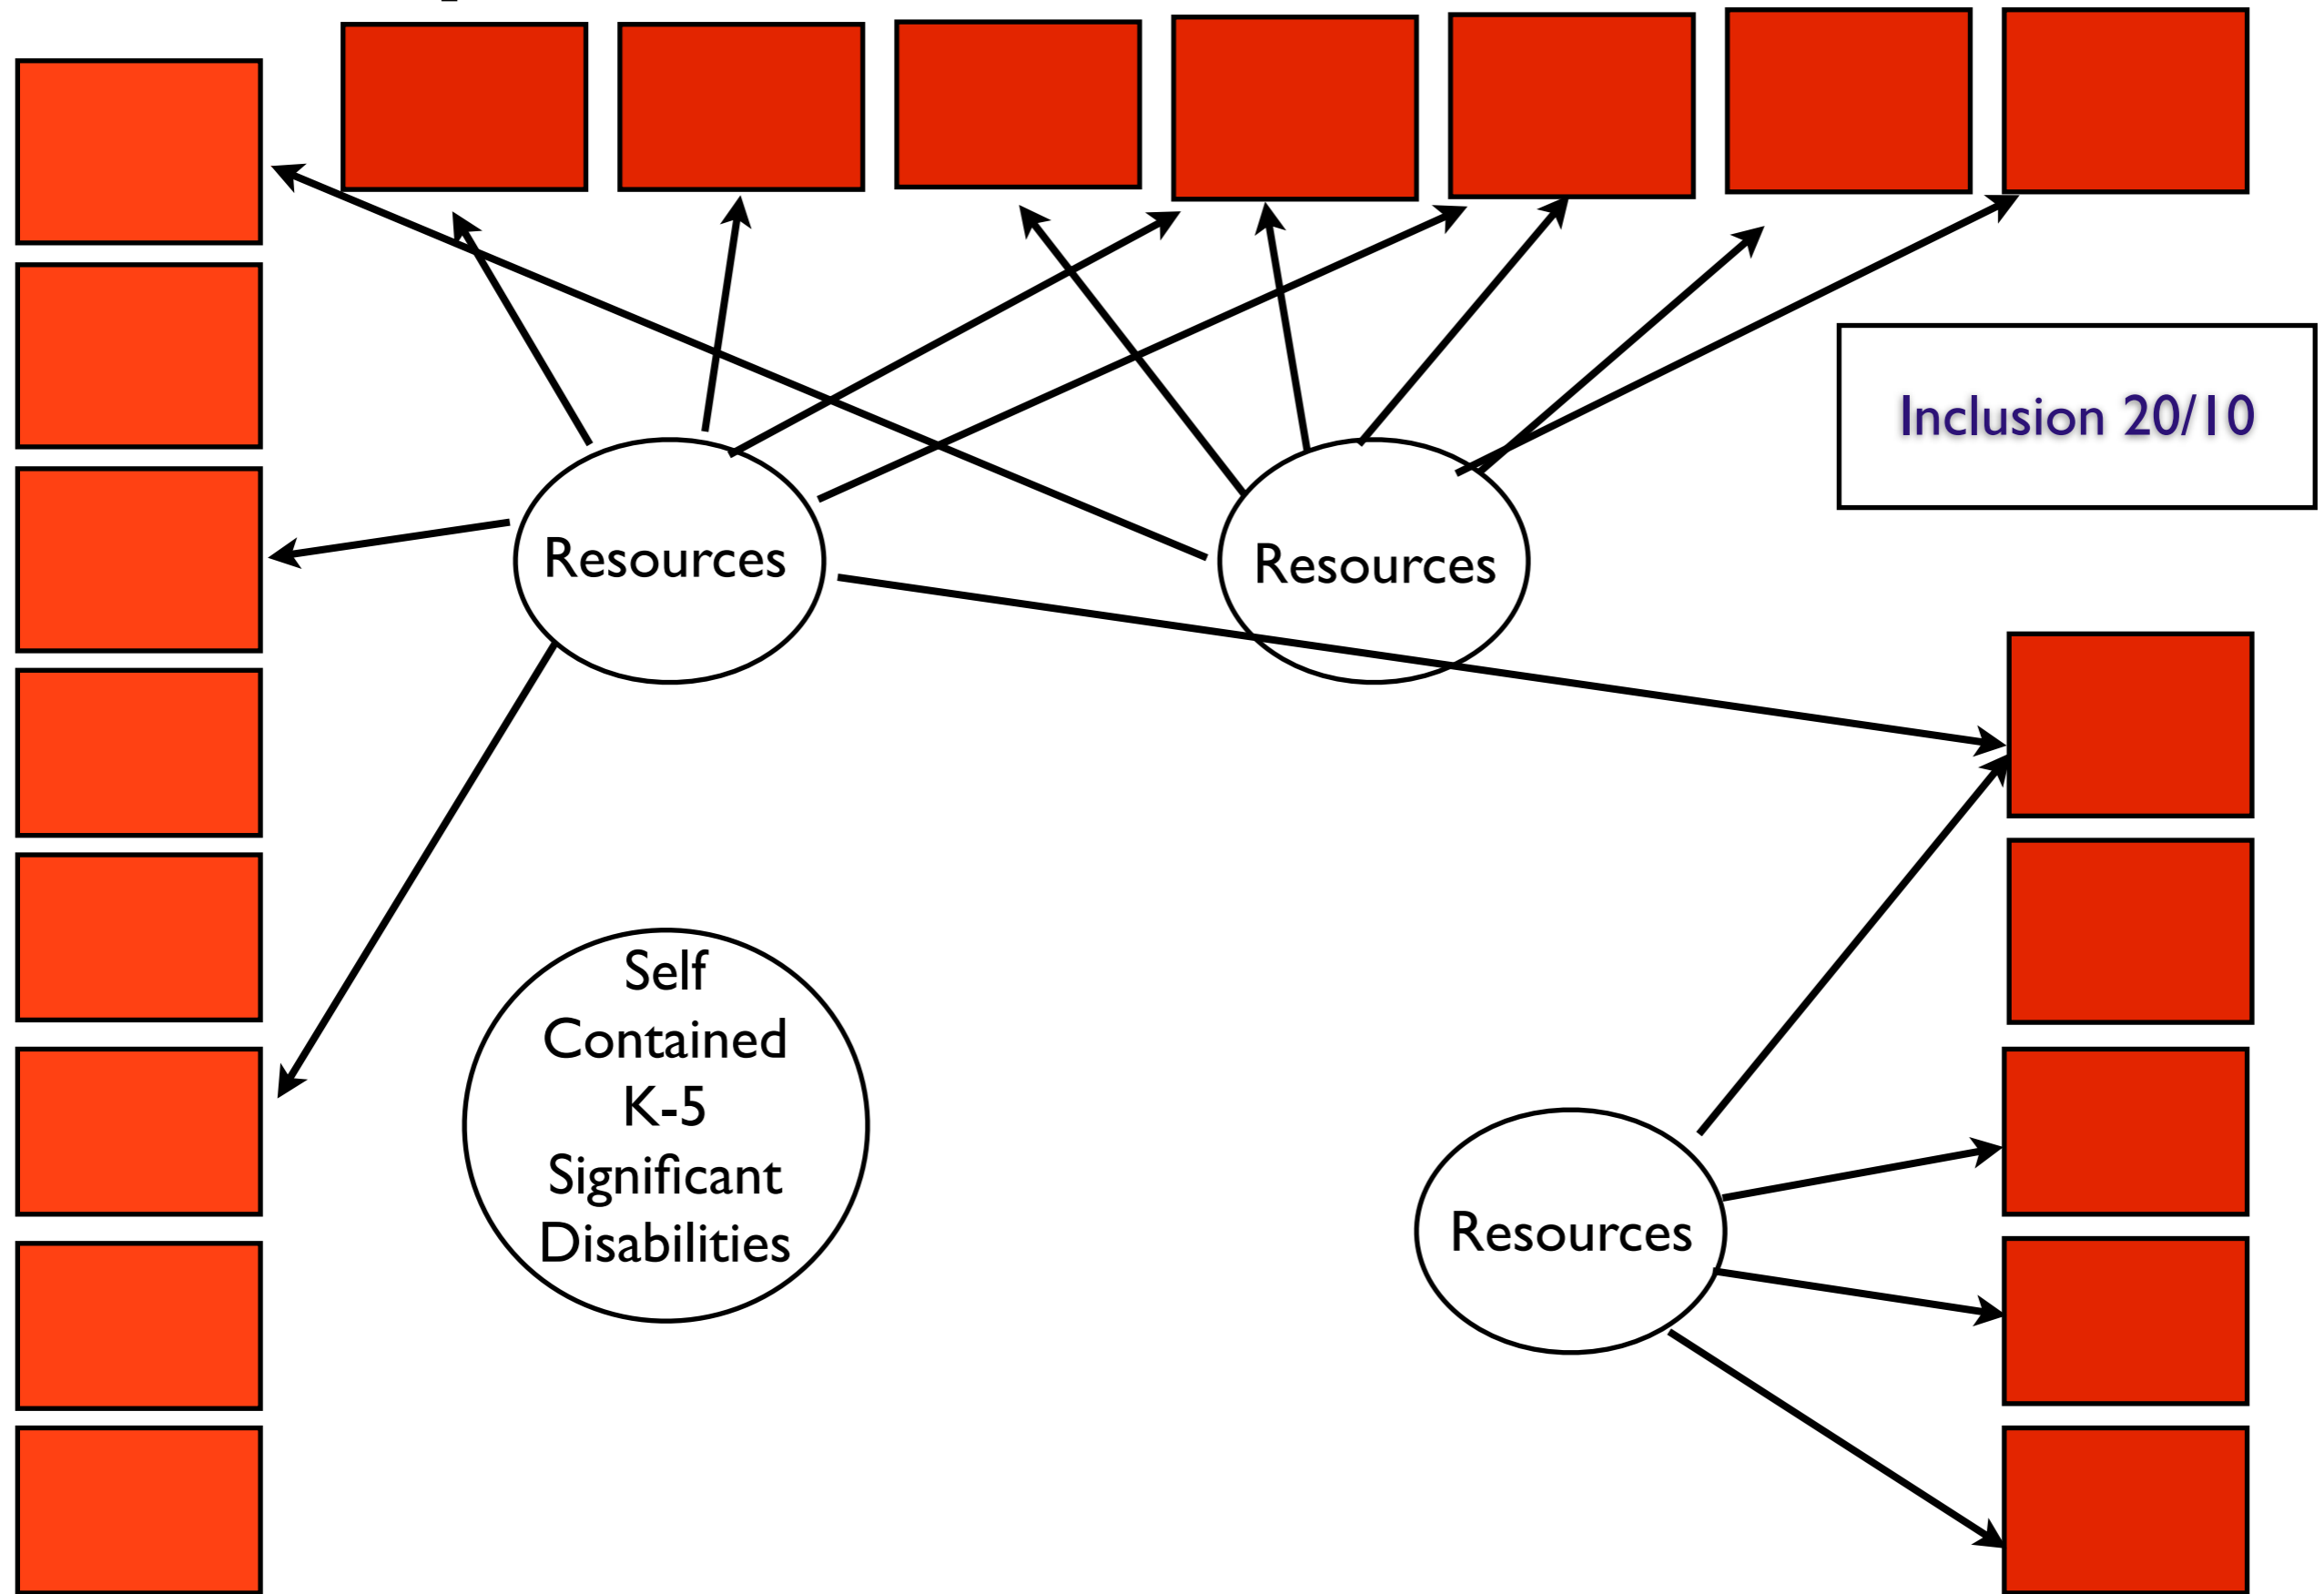 Inclusion 20/10
Resources
Resources
Self
Contained
K-5
Significant
Disabilities
Resources